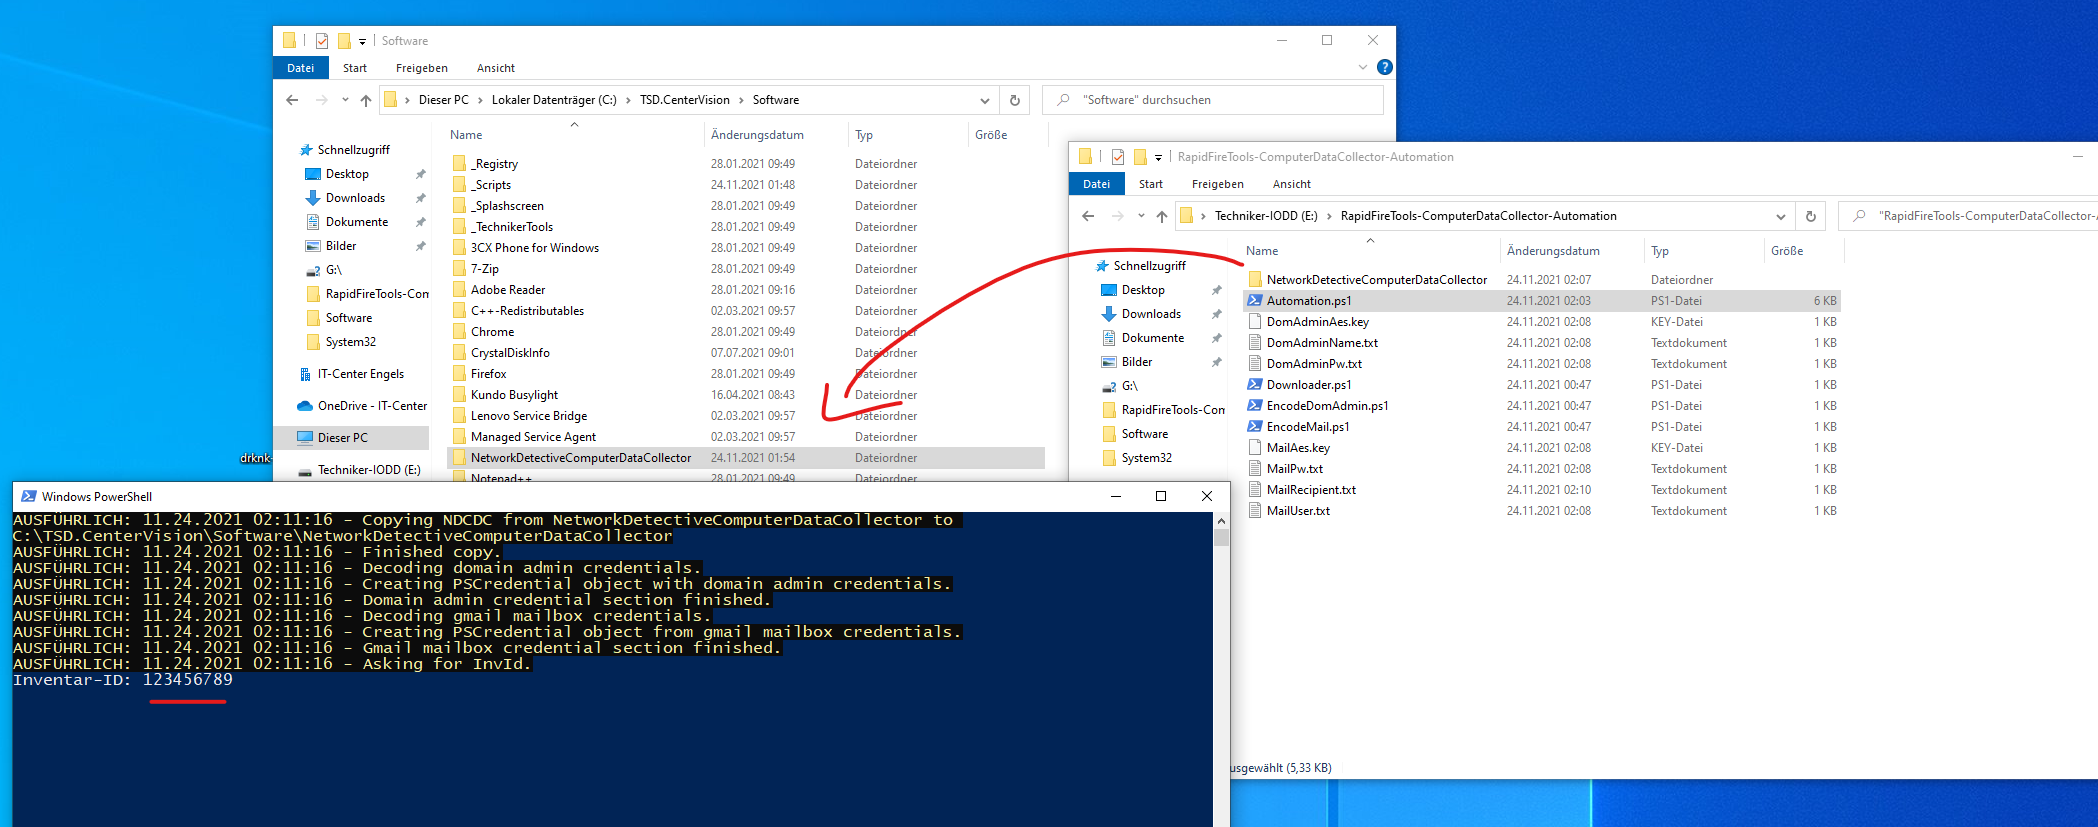 Software
Datei Start Freigeben Ansicht
Dieser PC > Lokaler Datenträger (C:) > TSD.CenterVision > Software
"Software" durchsuchen
Name Änderungsdatum Typ Größe
Schnellzugriff
Desktop
Downloads
Dokumente
Bilder
G:\
RapidFireTools-Com
Software
System32
IT-Center Engels
OneDrive - IT-Center
Dieser PC
Techniker-IODD (E:)
_Registry 28.01.2021 09:49 Dateiordner
_Scripts 24.11.2021 01:48 Dateiordner
_Splashscreen 28.01.2021 09:49 Dateiordner
_TechnikerTools 28.01.2021 09:49 Dateiordner
3CX Phone for Windows 28.01.2021 09:49 Dateiordner
7-Zip 28.01.2021 09:49 Dateiordner
Adobe Reader 28.01.2021 09:16 Dateiordner
C++-Redistributables 02.03.2021 09:57 Dateiordner
Chrome 28.01.2021 09:49 Dateiordner
CrystalDiskInfo 07.07.2021 09:01 Dateiordner
Firefox 28.01.2021 09:49 Dateiordner
Kundo Busylight 16.04.2021 08:43 Dateiordner
Lenovo Service Bridge 02.03.2021 09:57 Dateiordner
Managed Service Agent 02.03.2021 09:57 Dateiordner
NetworkDetectiveComputerDataCollector 24.11.2021 01:54 Dateiordner
Notepad++ 28.01.2021 09:49 Dateiordner
drknk-
RapidFireTools-ComputerDataCollector-Automation
Datei Start Freigeben Ansicht
Techniker-IODD (E:) > RapidFireTools-ComputerDataCollector-Automation
"RapidFireTools-ComputerDataCollector-A
Name Änderungsdatum Typ Größe
Schnellzugriff
Desktop
Downloads
Dokumente
Bilder
G:\
RapidFireTools-Com
Software
System32
NetworkDetectiveComputerDataCollector 24.11.2021 02:07 Dateiordner
Automation.ps1 24.11.2021 02:03 PS1-Datei 6 KB
DomAdminAes.key 24.11.2021 02:08 KEY-Datei 1 KB
DomAdminName.txt 24.11.2021 02:08 Textdokument 1 KB
DomAdminPw.txt 24.11.2021 02:08 Textdokument 1 KB
Downloader.ps1 24.11.2021 00:47 PS1-Datei 1 KB
EncodeDomAdmin.ps1 24.11.2021 00:47 PS1-Datei 1 KB
EncodeMail.ps1 24.11.2021 00:47 PS1-Datei 1 KB
MailAes.key 24.11.2021 02:08 KEY-Datei 1 KB
MailPw.txt 24.11.2021 02:08 Textdokument 1 KB
MailRecipient.txt 24.11.2021 02:10 Textdokument 1 KB
MailUser.txt 24.11.2021 02:08 Textdokument 1 KB
usgewählt (5,33 KB)
Windows PowerShell
AUSFÜHRLICH: 11.24.2021 02:11:16 - Copying NDCDC from NetworkDetectiveComputerDataCollector to
C:\TSD.CenterVision\Software\NetworkDetectiveComputerDataCollector
AUSFÜHRLICH: 11.24.2021 02:11:16 - Finished copy.
AUSFÜHRLICH: 11.24.2021 02:11:16 - Decoding domain admin credentials.
AUSFÜHRLICH: 11.24.2021 02:11:16 - Creating PSCredential object with domain admin credentials.
AUSFÜHRLICH: 11.24.2021 02:11:16 - Domain admin credential section finished.
AUSFÜHRLICH: 11.24.2021 02:11:16 - Decoding gmail mailbox credentials.
AUSFÜHRLICH: 11.24.2021 02:11:16 - Creating PSCredential object from gmail mailbox credentials.
AUSFÜHRLICH: 11.24.2021 02:11:16 - Gmail mailbox credential section finished.
AUSFÜHRLICH: 11.24.2021 02:11:16 - Asking for InvId.
Inventar-ID: 123456789